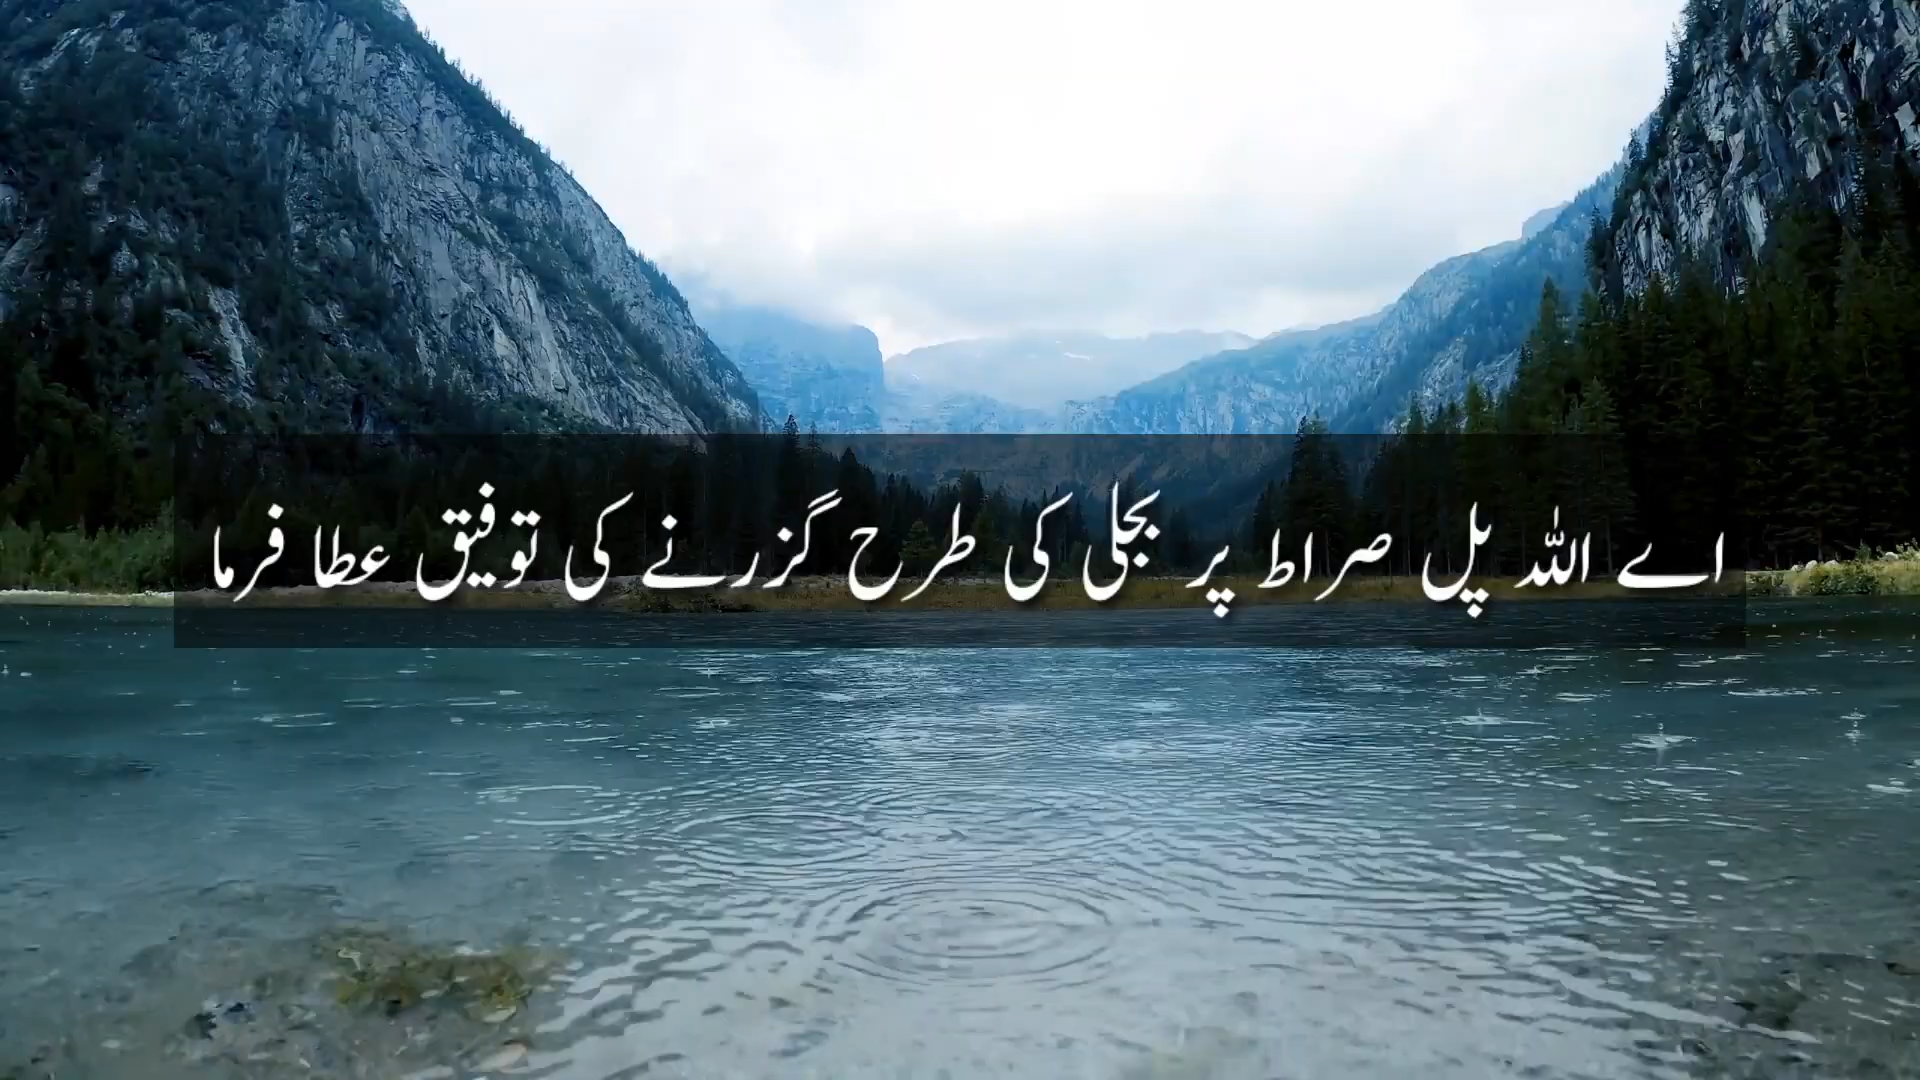 اے اللہ پل صراط پر بجلی کی طرح گزرنے کی توفیق عطا فرما